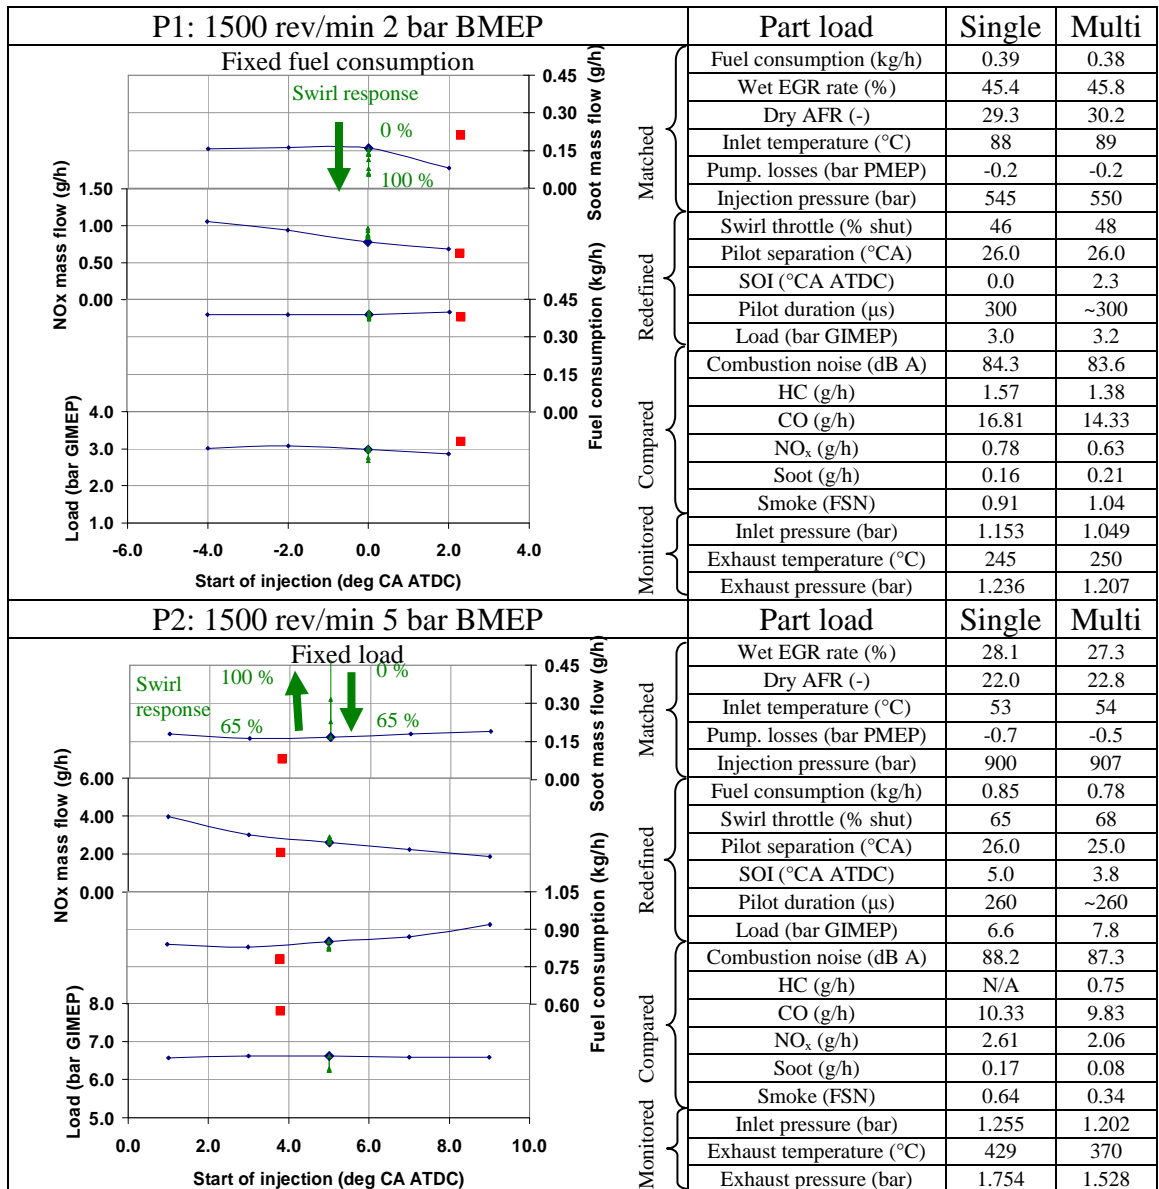 P1: 1500 rev/min 2 bar BMEP
Fixed fuel consumption
Swirl response
0 %
100 %
0.45
0.30
0.15
0.00
Soot mass flow (g/h)
1.50
1.00
0.50
0.00
NOx mass flow (g/h)
0.45
0.30
0.15
0.00
Fuel consumption (kg/h)
4.0
3.0
2.0
1.0
Load (bar GIMEP)
-6.0 -4.0 -2.0 0.0 2.0 4.0
Start of injection (deg CA ATDC)
Part load Single Multi
Matched
Fuel consumption (kg/h) 0.39 0.38
Wet EGR rate (%) 45.4 45.8
Dry AFR (-) 29.3 30.2
Inlet temperature (°C) 88 89
Pump. losses (bar PMEP) -0.2 -0.2
Injection pressure (bar) 545 550
Redefined
Swirl throttle (% shut) 46 48
Pilot separation (°CA) 26.0 26.0
SOI (°CA ATDC) 0.0 2.3
Pilot duration (μs) 300 ~300
Load (bar GIMEP) 3.0 3.2
Compared
Combustion noise (dB A) 84.3 83.6
HC (g/h) 1.57 1.38
CO (g/h) 16.81 14.33
NOx (g/h) 0.78 0.63
Soot (g/h) 0.16 0.21
Smoke (FSN) 0.91 1.04
Monitored
Inlet pressure (bar) 1.153 1.049
Exhaust temperature (°C) 245 250
Exhaust pressure (bar) 1.236 1.207
P2: 1500 rev/min 5 bar BMEP
Fixed load
Swirl
response
100 %
65 %
0 %
65 %
0.45
0.30
0.15
0.00
Soot mass flow (g/h)
6.00
4.00
2.00
0.00
NOx mass flow (g/h)
1.05
0.90
0.75
0.60
Fuel consumption (kg/h)
8.0
7.0
6.0
5.0
Load (bar GIMEP)
0.0 2.0 4.0 6.0 8.0 10.0
Start of injection (deg CA ATDC)
Part load Single Multi
Matched
Wet EGR rate (%) 28.1 27.3
Dry AFR (-) 22.0 22.8
Inlet temperature (°C) 53 54
Pump. losses (bar PMEP) -0.7 -0.5
Injection pressure (bar) 900 907
Redefined
Fuel consumption (kg/h) 0.85 0.78
Swirl throttle (% shut) 65 68
Pilot separation (°CA) 26.0 25.0
SOI (°CA ATDC) 5.0 3.8
Pilot duration (μs) 260 ~260
Load (bar GIMEP) 6.6 7.8
Compared
Combustion noise (dB A) 88.2 87.3
HC (g/h) N/A 0.75
CO (g/h) 10.33 9.83
NOx (g/h) 2.61 2.06
Soot (g/h) 0.17 0.08
Smoke (FSN) 0.64 0.34
Monitored
Inlet pressure (bar) 1.255 1.202
Exhaust temperature (°C) 429 370
Exhaust pressure (bar) 1.754 1.528